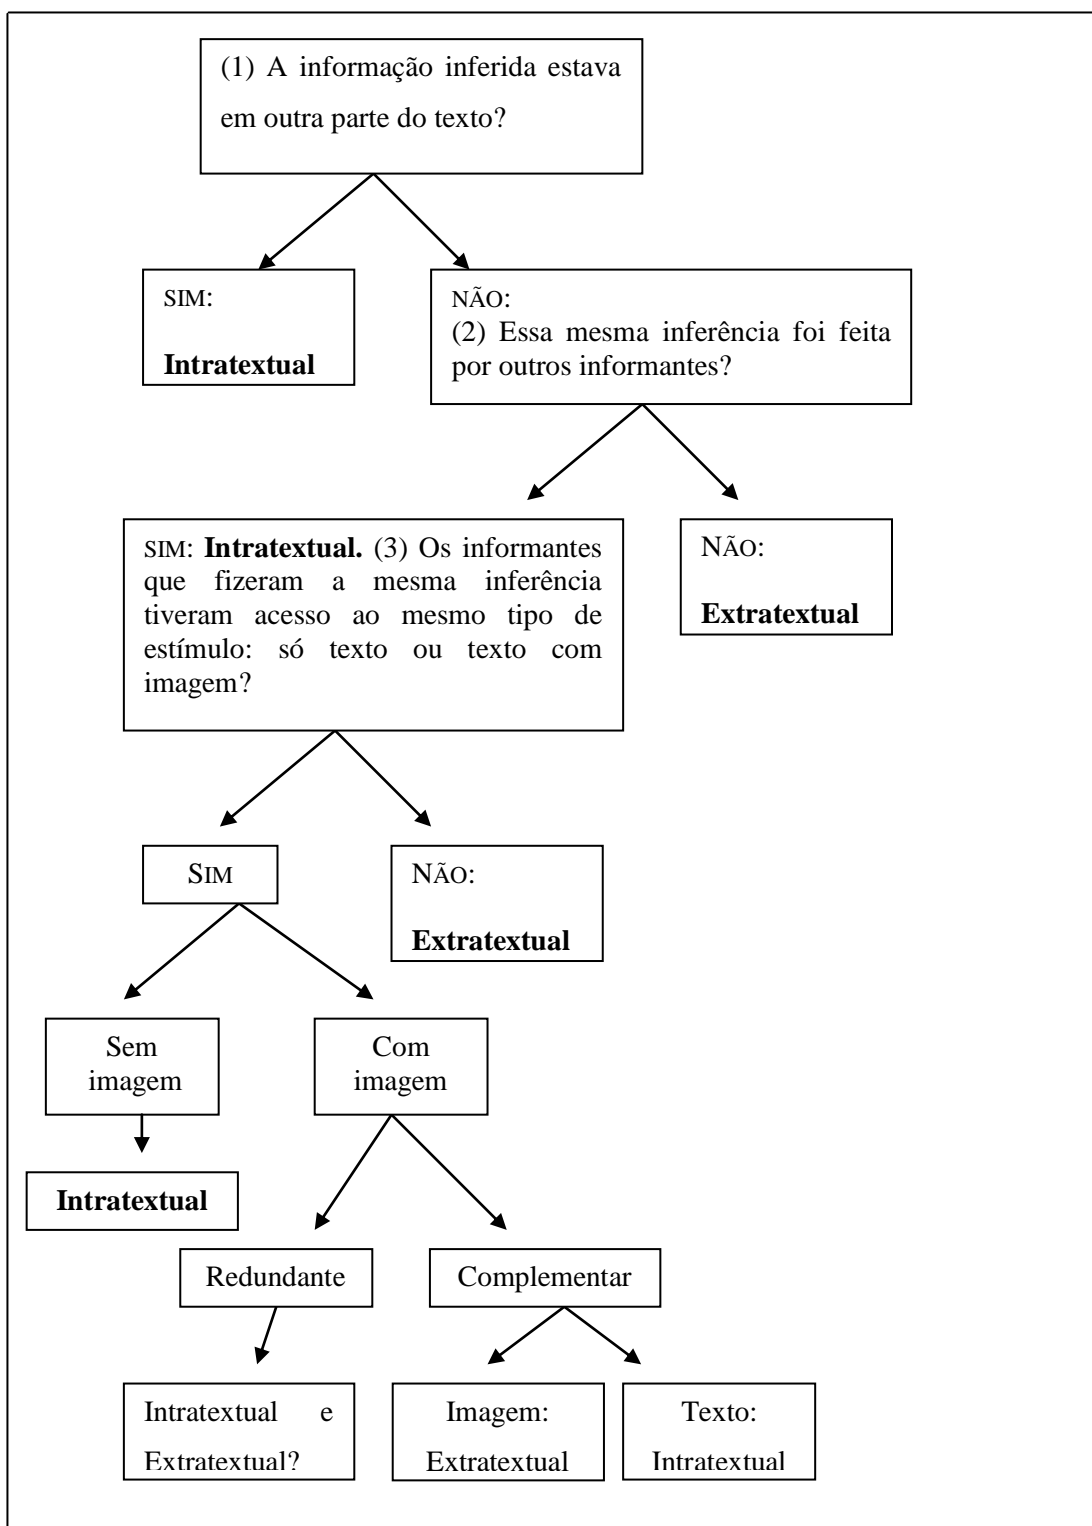 (1) A informação inferida estava
em outra parte do texto?
SIM:
Intratextual
NÃO:
(2) Essa mesma inferência foi feita
por outros informantes?
SIM: Intratextual. (3) Os informantes
que fizeram a mesma inferência
tiveram acesso ao mesmo tipo de
estímulo: só texto ou texto com
imagem?
NÃO:
Extratextual
SIM
NÃO:
Extratextual
Sem
imagem
Com
imagem
Intratextual
Redundante
Complementar
Intratextual e
Extratextual?
Imagem:
Extratextual
Texto:
Intratextual